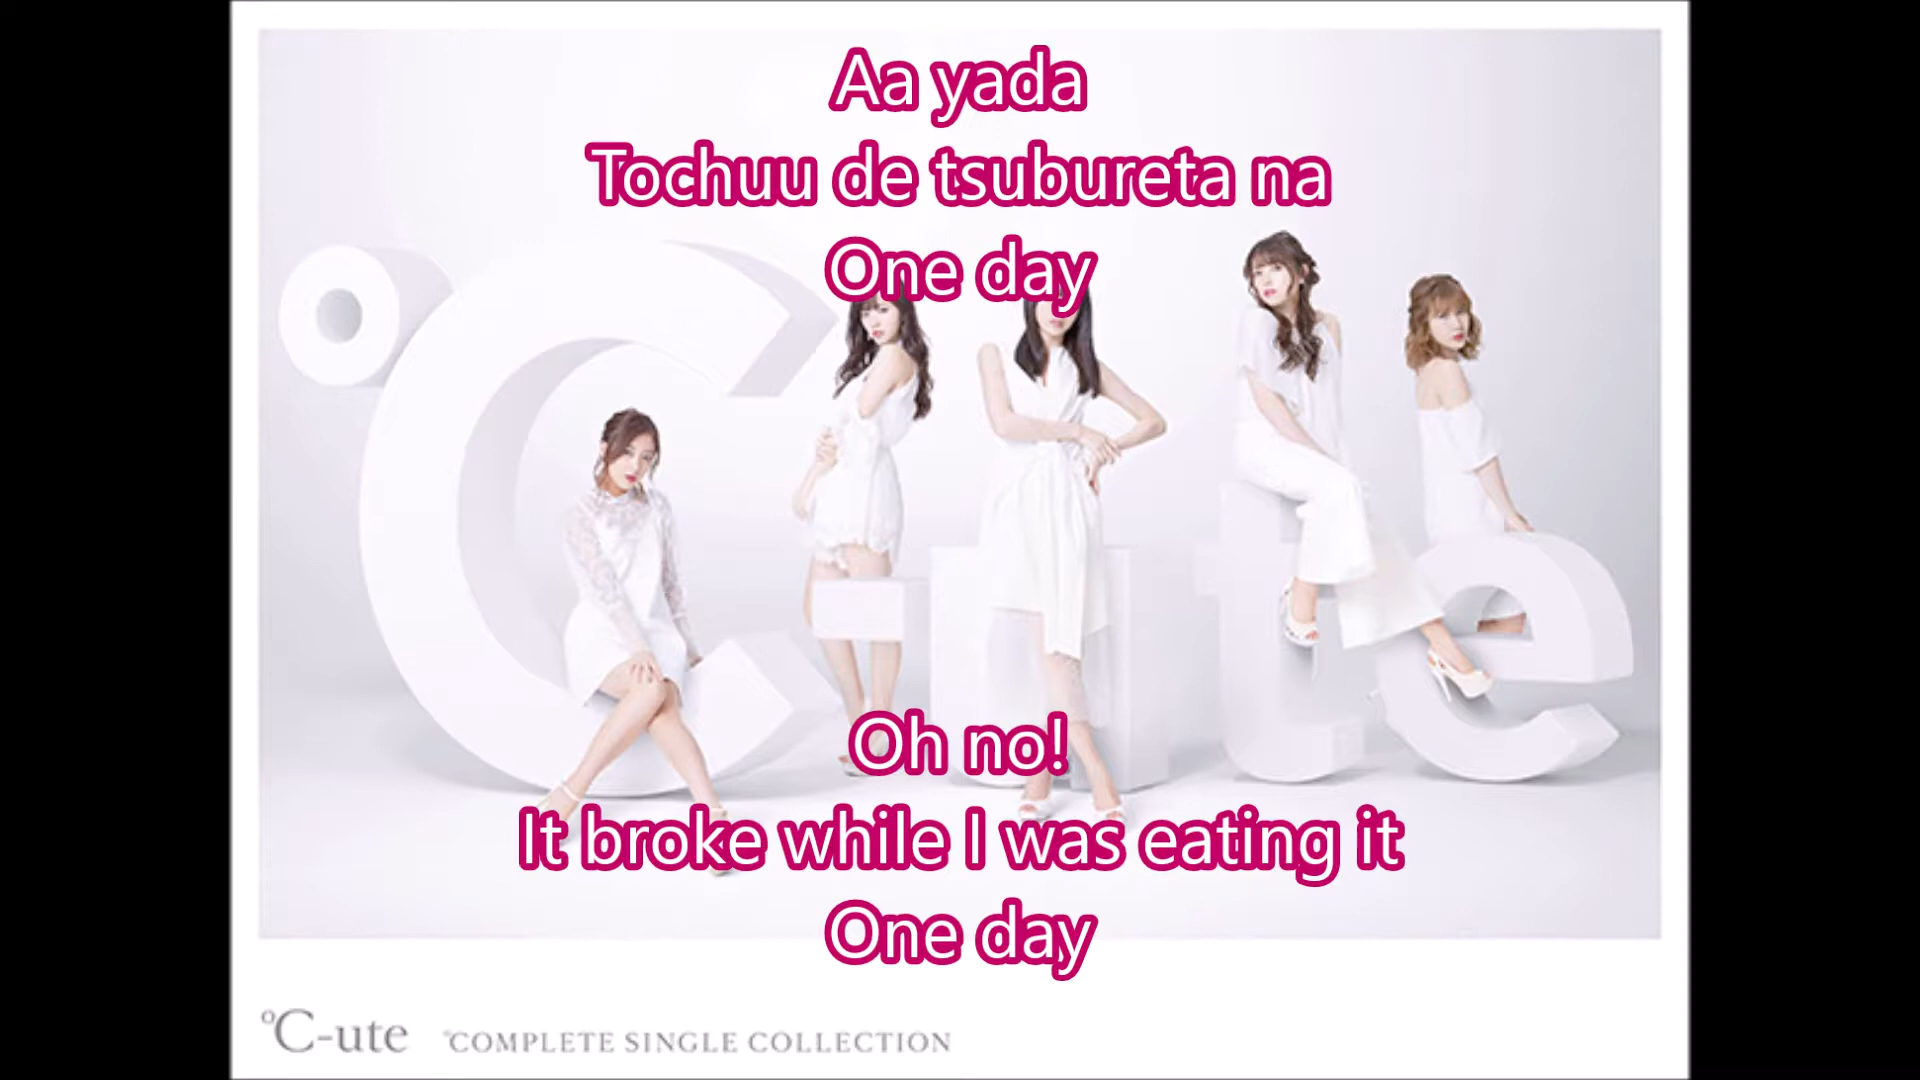 Aa yada
Tochuu de tsubureta na
One day
°C-ute
Oh no!
It broke while I was eating it
One day
°C-ute °COMPLETE SINGLE COLLECTION